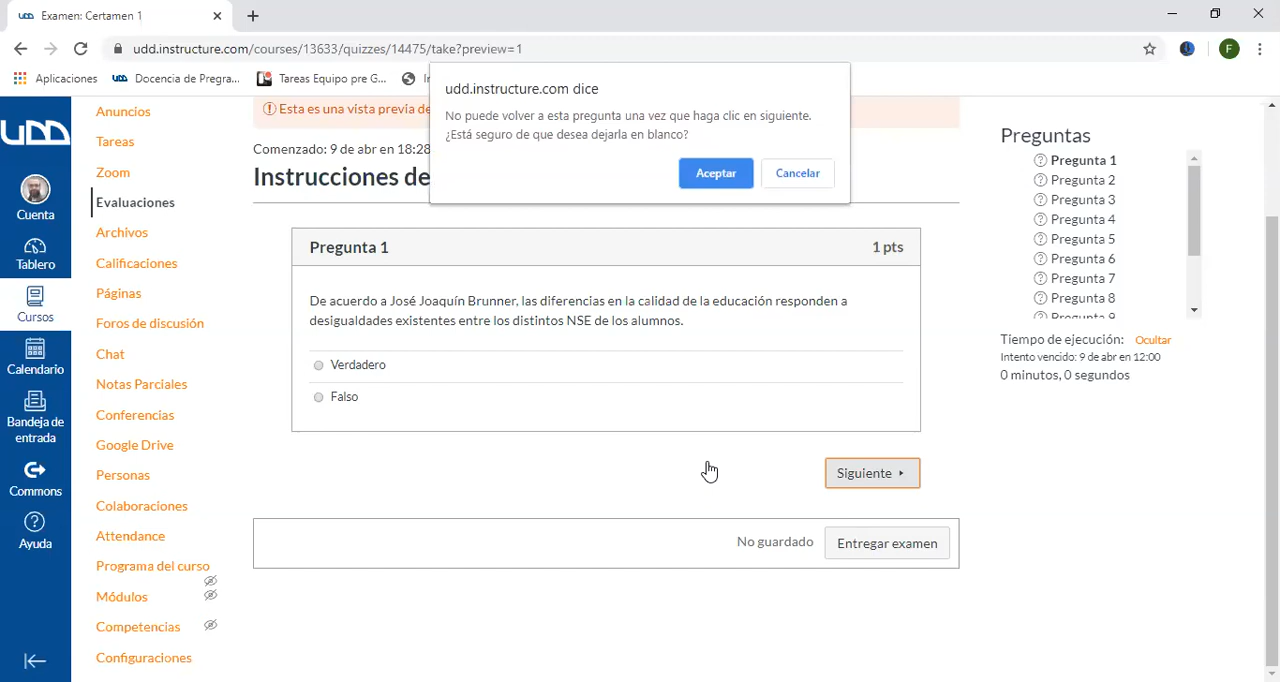 udd Examen: Certamen 1
udd.instructure.com/courses/13633/quizzes/14475/take?preview=1
F
Aplicaciones
udd Docencia de Pregra...
Tareas Equipo pre G...
udd.instructure.com dice
No puede volver a esta pregunta una vez que haga clic en siguiente.
¿Está seguro de que desea dejarla en blanco?
Aceptar
Cancelar
udd
Cuenta
Tablero
Cursos
Calendario
Bandeja de
entrada
Commons
Ayuda
Anuncios
Tareas
Zoom
Evaluaciones
Archivos
Calificaciones
Páginas
Foros de discusión
Chat
Notas Parciales
Conferencias
Google Drive
Personas
Colaboraciones
Attendance
Programa del curso
Módulos
Competencias
Configuraciones
Esta es una vista previa de
Comenzado: 9 de abr en 18:28
Instrucciones de
Pregunta 1
1 pts
De acuerdo a José Joaquín Brunner, las diferencias en la calidad de la educación responden a
desigualdades existentes entre los distintos NSE de los alumnos.
Verdadero
Falso
Siguiente
No guardado
Entregar examen
Preguntas
Pregunta 1
Pregunta 2
Pregunta 3
Pregunta 4
Pregunta 5
Pregunta 6
Pregunta 7
Pregunta 8
Pregunta 9
Tiempo de ejecución: Ocultar
Intento vencido: 9 de abr en 12:00
0 minutos, 0 segundos